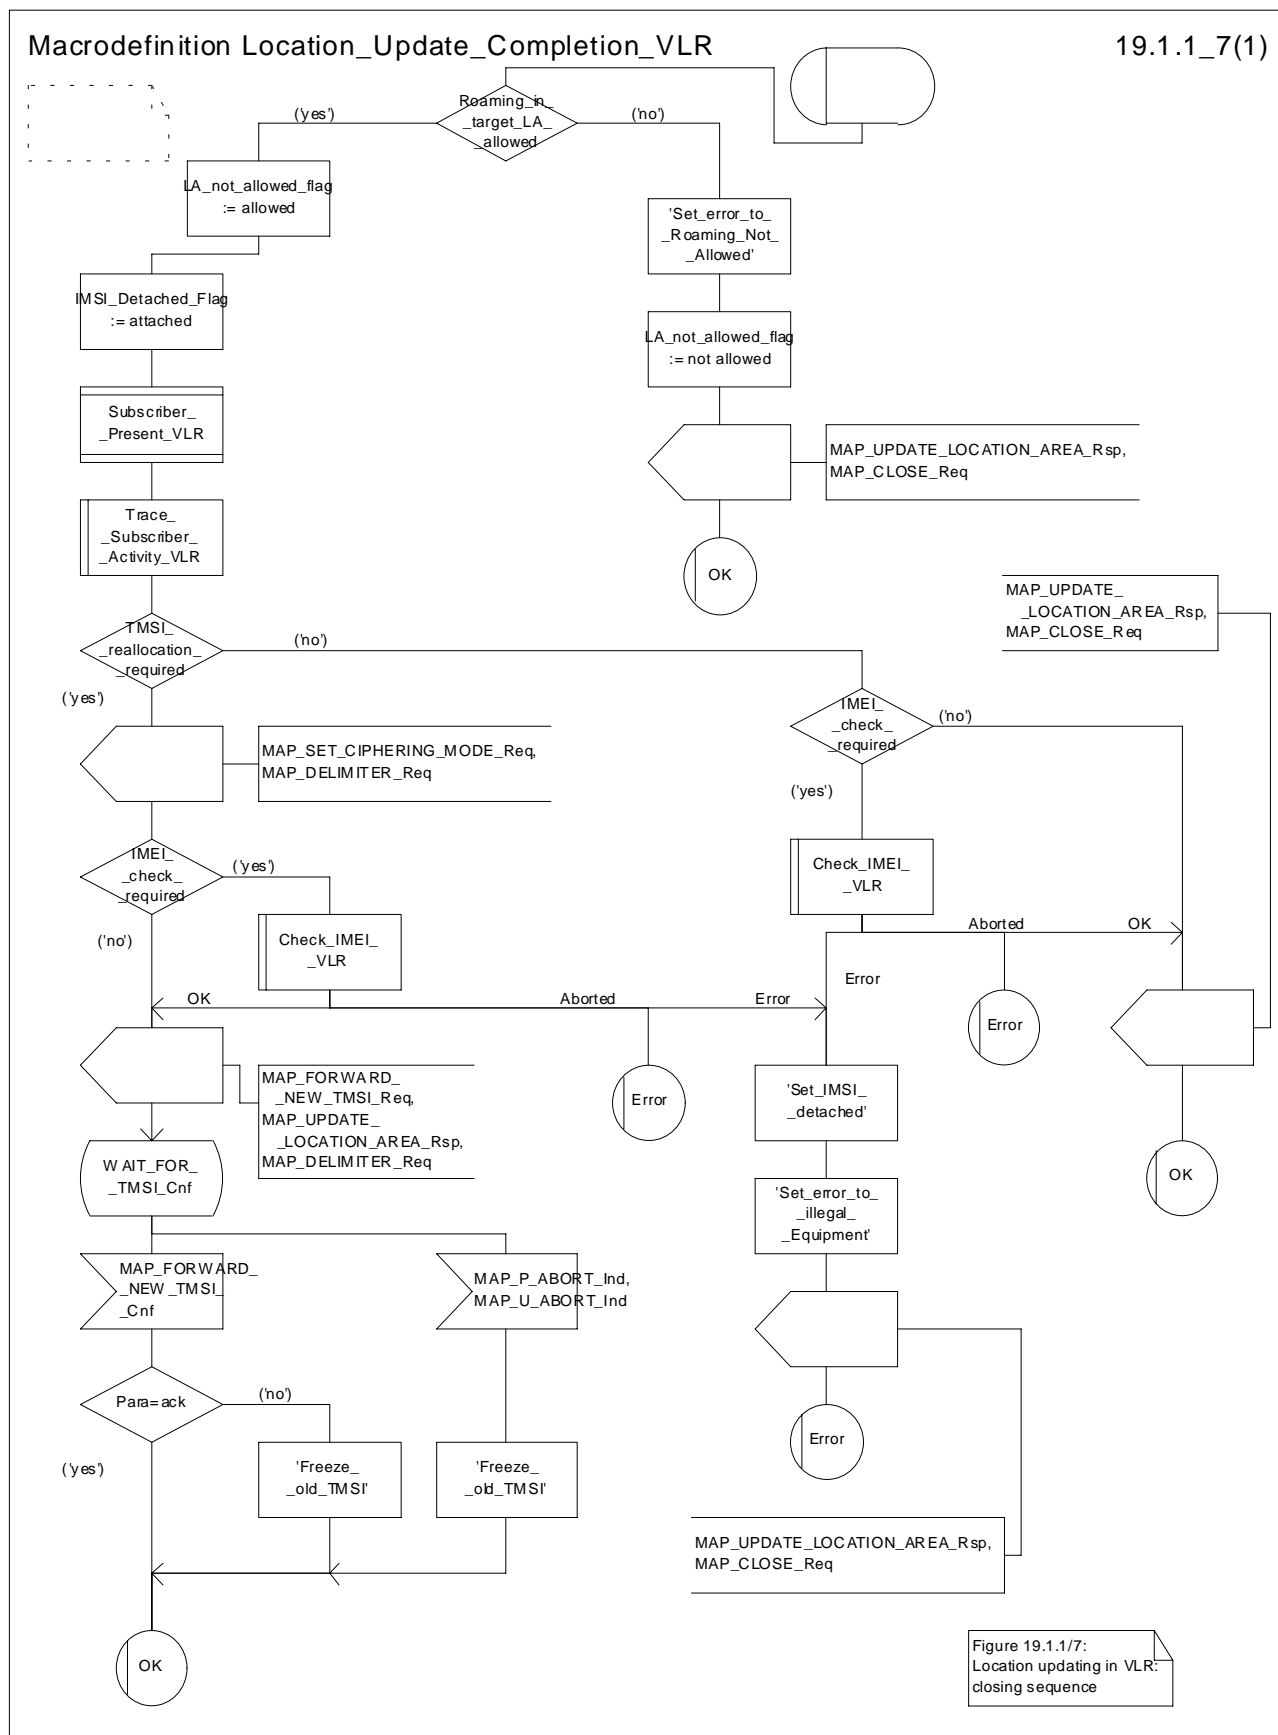 Macrodefinition Location_Update_Completion_VLR
19.1.1_7(1)
Roaming_in_
_target_LA_
_allowed
('yes')
('no')
LA_not_allowed_flag
:= allowed
'Set_error_to_
_Roaming_Not_
_Allowed'
IMSI_Detached_Flag
:= attached
LA_not_allowed_flag
:= not allowed
Subscriber_
_Present_VLR
MAP_UPDATE_LOCATION_AREA_Rsp,
MAP_CLOSE_Req
Trace_
_Subscriber_
_Activity_VLR
OK
MAP_UPDATE_
_LOCATION_AREA_Rsp,
MAP_CLOSE_Req
TMSI_
_reallocation_
_required
('no')
('yes')
IMEI_
_check_
_required
('no')
('yes')
MAP_SET_CIPHERING_MODE_Req,
MAP_DELIMITER_Req
IMEI_
_check_
_required
('yes')
('no')
Check_IMEI_
_VLR
Check_IMEI_
_VLR
Aborted
OK
Error
OK
Aborted
Error
Error
MAP_FORWARD_
_NEW_TMSI_Req,
MAP_UPDATE_
_LOCATION_AREA_Rsp,
MAP_DELIMITER_Req
Error
'Set_IMSI_
_detached'
WAIT_FOR_
_TMSI_Cnf
OK
'Set_error_to_
_illegal_
_Equipment'
MAP_FORWARD_
_NEW_TMSI_
_Cnf
MAP_P_ABORT_Ind,
MAP_U_ABORT_Ind
Para=ack
('no')
('yes')
Error
'Freeze_
_old_TMSI'
'Freeze_
_old_TMSI'
MAP_UPDATE_LOCATION_AREA_Rsp,
MAP_CLOSE_Req
OK
Figure 19.1.1/7:
Location updating in VLR:
closing sequence